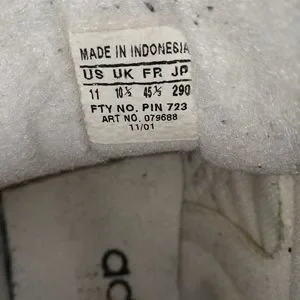 MADE IN INDONESIA
US UK FR JP
11 10½ 45⅓ 290
FTY NO. PIN 723
ART NO. 079688
11/01